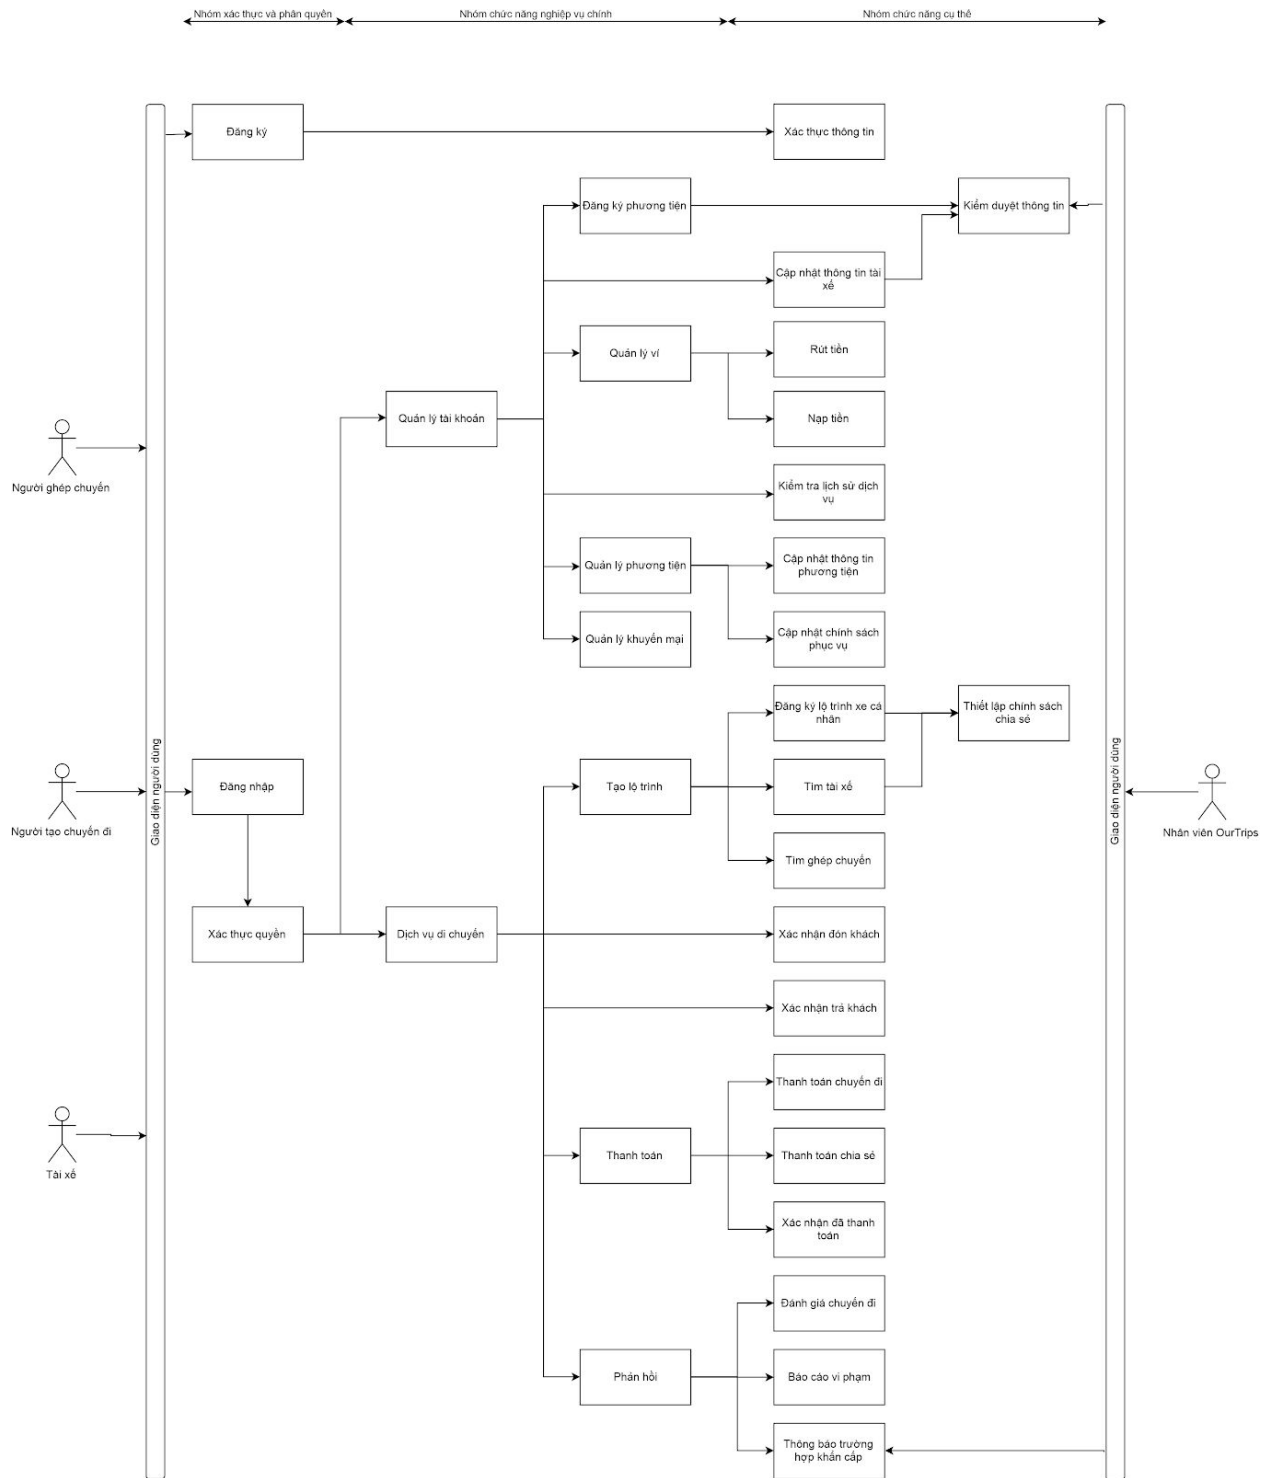 Nhóm xác thực và phân quyền
Nhóm chức năng nghiệp vụ chính
Nhóm chức năng cụ thể
Đăng ký
Xác thực thông tin
Đăng ký phương tiện
Kiểm duyệt thông tin
Cập nhật thông tin tài
xế
Quản lý ví
Rút tiền
Quản lý tài khoản
Nạp tiền
Người ghép chuyến
Kiểm tra lịch sử dịch
vụ
Quản lý phương tiện
Cập nhật thông tin
phương tiện
Quản lý khuyến mại
Cập nhật chính sách
phục vụ
Đăng ký lộ trình xe cá
nhân
Thiết lập chính sách
chia sẻ
Giao diện người dùng
Đăng nhập
Tạo lộ trình
Tìm tài xế
Giao diện người dùng
Người tạo chuyến đi
Nhân viên OurTrips
Tìm ghép chuyến
Xác thực quyền
Dịch vụ di chuyển
Xác nhận đón khách
Xác nhận trả khách
Thanh toán chuyến đi
Tài xế
Thanh toán
Thanh toán chia sẻ
Xác nhận đã thanh
toán
Đánh giá chuyến đi
Phản hồi
Báo cáo vi phạm
Thông báo trường
hợp khẩn cấp